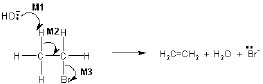 HO:⁻ M1
H H
M2
H C C H
H Br M3
H₂C=CH₂ + H₂O + :Br⁻